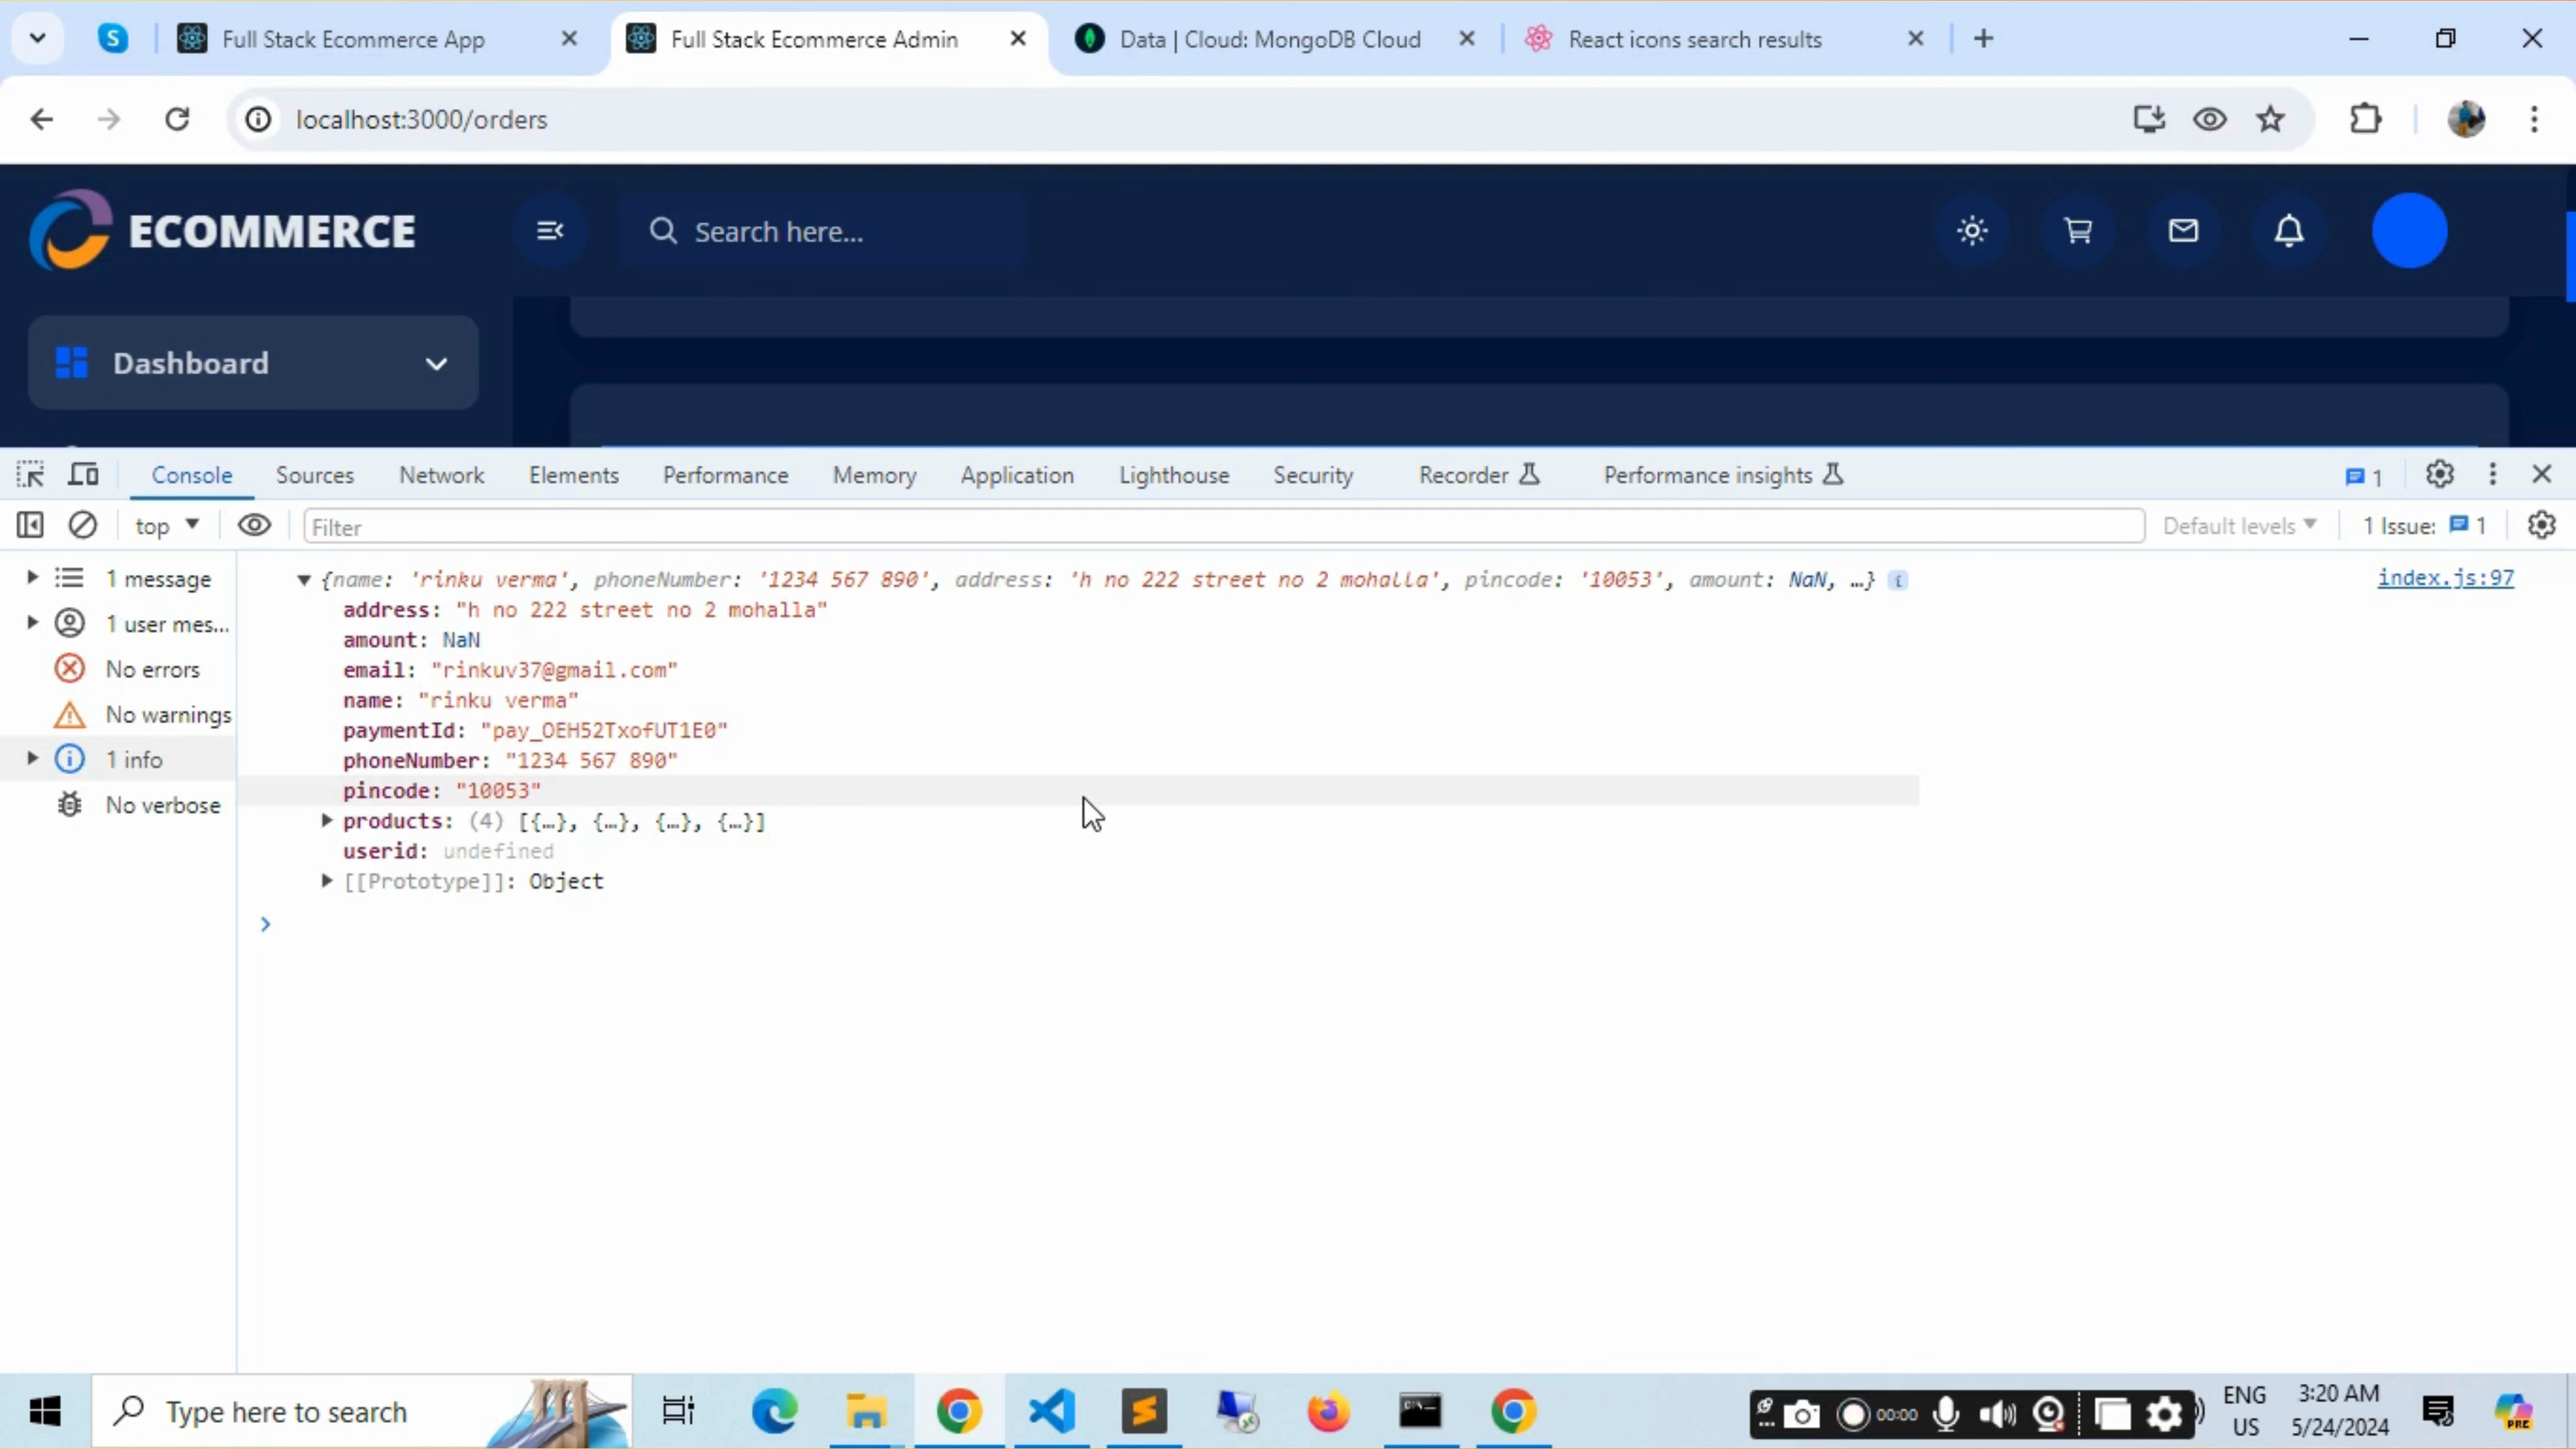 Full Stack Ecommerce App
Full Stack Ecommerce Admin
Data | Cloud: MongoDB Cloud
React icons search results
localhost:3000/orders
ECOMMERCE
Search here...
Dashboard
Console Sources Network Elements Performance Memory Application Lighthouse Security Recorder Performance insights 1
top Filter Default levels 1 Issue: 1
1 message
1 user mes...
No errors
No warnings
1 info
No verbose
{name: 'rinku verma', phoneNumber: '1234 567 890', address: 'h no 222 street no 2 mohalla', pincode: '10053', amount: NaN, …} i
index.js:97
address: "h no 222 street no 2 mohalla"
amount: NaN
email: "rinkuv37@gmail.com"
name: "rinku verma"
paymentId: "pay_OEH52TxofUT1E0"
phoneNumber: "1234 567 890"
pincode: "10053"
products: (4) [{…}, {…}, {…}, {…}]
userid: undefined
[[Prototype]]: Object
Type here to search
00:00
ENG
US
3:20 AM
5/24/2024
PRE